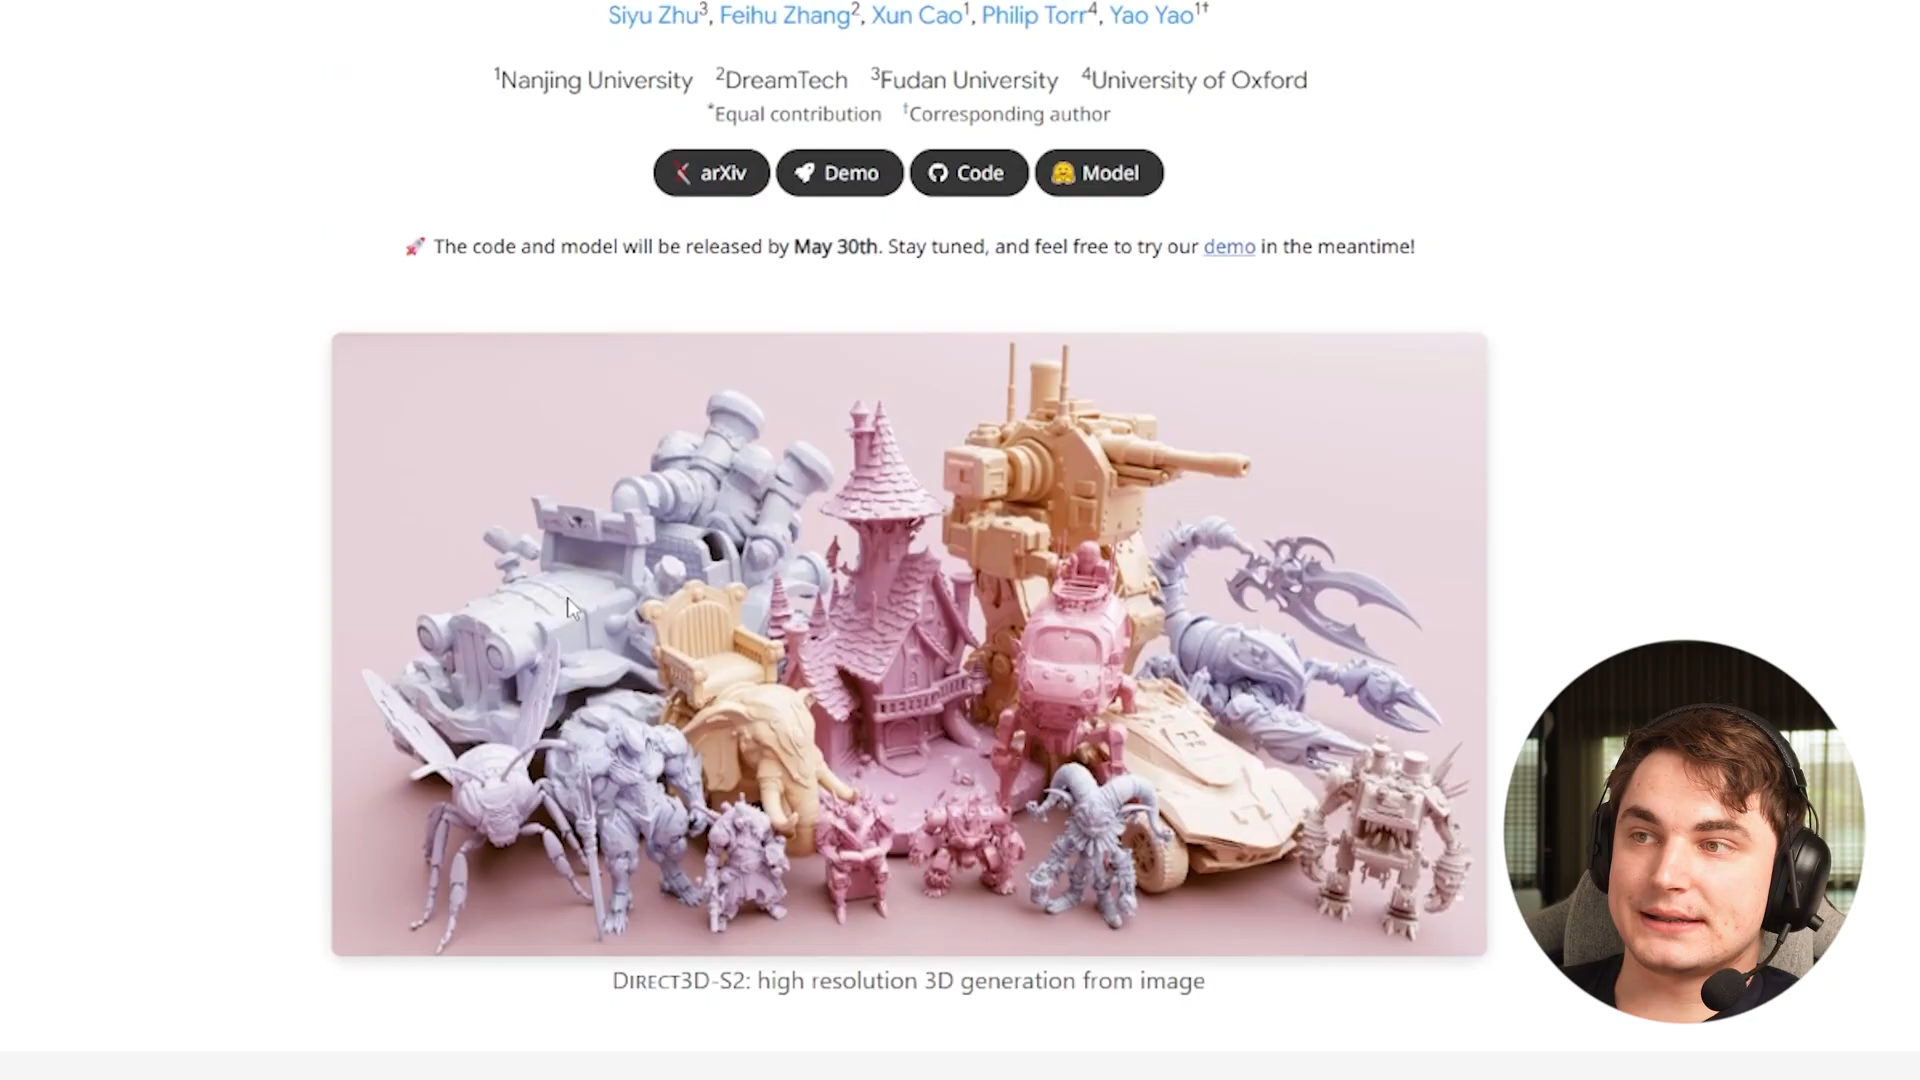 Siyu Zhu³, Feihu Zhang², Xun Cao¹, Philip Torr⁴, Yao Yao¹†
¹Nanjing University ²DreamTech ³Fudan University ⁴University of Oxford
*Equal contribution †Corresponding author
arXiv Demo Code Model
🚀 The code and model will be released by May 30th. Stay tuned, and feel free to try our demo in the meantime!
DIRECT3D-S2: high resolution 3D generation from image